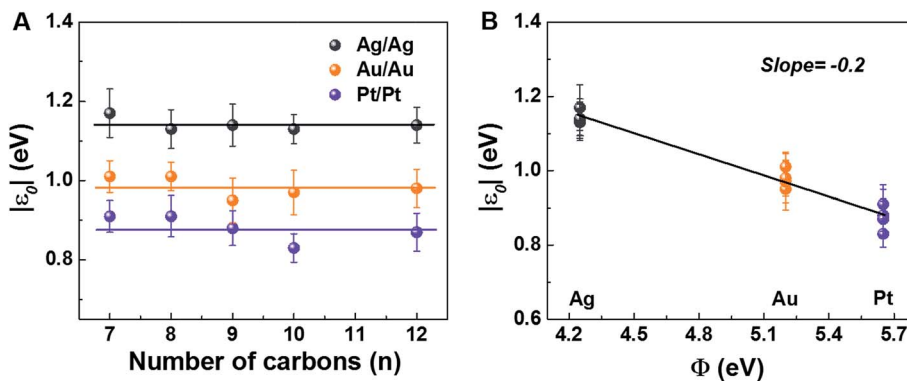 A
Ag/Ag
Au/Au
Pt/Pt
|ε0| (eV)
1.4
1.2
1.0
0.8
7 8 9 10 11 12
Number of carbons (n)
B
Slope= -0.2
|ε0| (eV)
1.4
1.2
1.0
0.8
0.6
Ag Au Pt
4.2 4.5 4.8 5.1 5.4 5.7
Φ (eV)